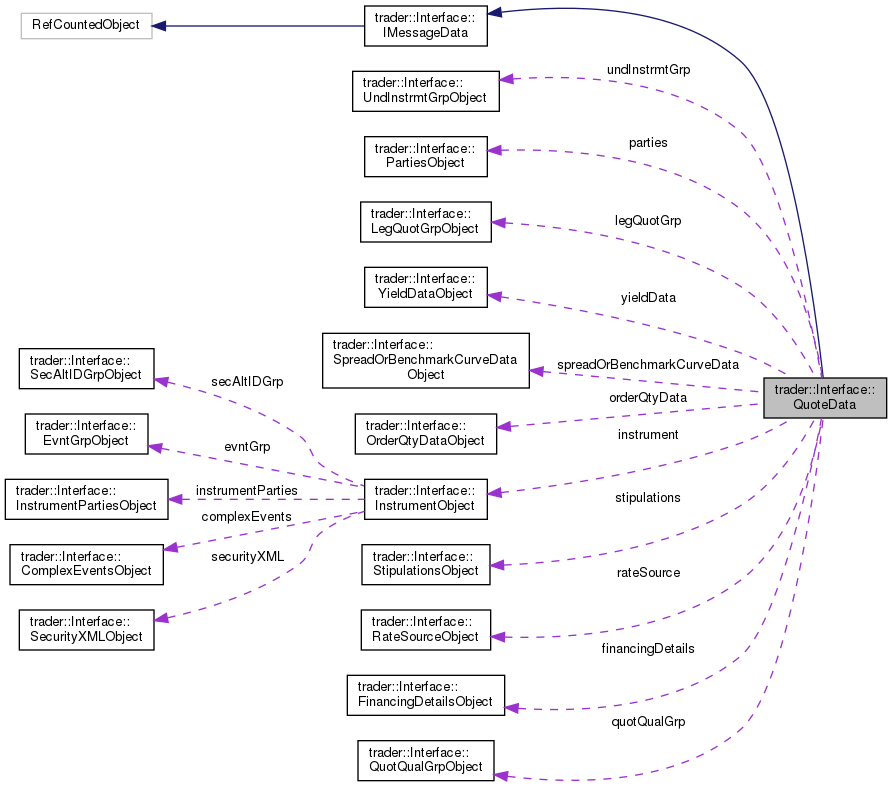 RefCountedObject
trader::Interface::
IMessageData
undInstrmtGrp
trader::Interface::
UndInstrmtGrpObject
parties
trader::Interface::
PartiesObject
legQuotGrp
trader::Interface::
LegQuotGrpObject
yieldData
trader::Interface::
YieldDataObject
trader::Interface::
SpreadOrBenchmarkCurveData
Object
spreadOrBenchmarkCurveData
trader::Interface::
QuoteData
trader::Interface::
SecAltIDGrpObject
secAltIDGrp
orderQtyData
trader::Interface::
OrderQtyDataObject
trader::Interface::
EvntGrpObject
evntGrp
instrument
trader::Interface::
InstrumentPartiesObject
instrumentParties
trader::Interface::
InstrumentObject
stipulations
complexEvents
trader::Interface::
ComplexEventsObject
securityXML
trader::Interface::
StipulationsObject
rateSource
trader::Interface::
SecurityXMLObject
trader::Interface::
RateSourceObject
financingDetails
trader::Interface::
FinancingDetailsObject
quotQualGrp
trader::Interface::
QuotQualGrpObject